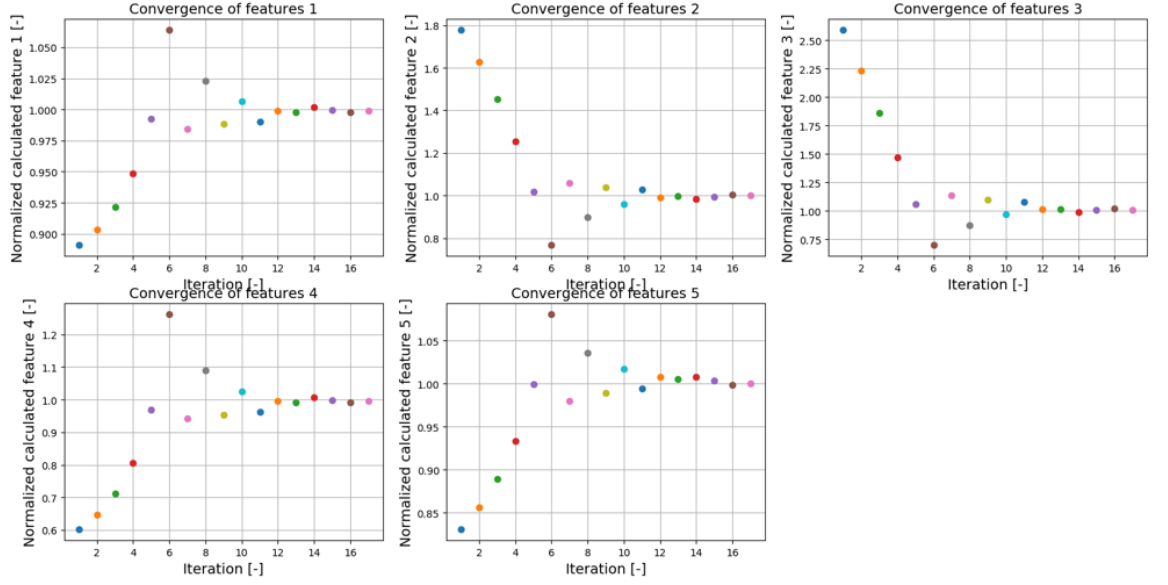 Convergence of features 1
Normalized calculated feature 1 [-]
1.050
1.025
1.000
0.975
0.950
0.925
0.900
2 4 6 8 10 12 14 16
Iteration [-]
Convergence of features 2
Normalized calculated feature 2 [-]
1.8
1.6
1.4
1.2
1.0
0.8
2 4 6 8 10 12 14 16
Iteration [-]
Convergence of features 3
Normalized calculated feature 3 [-]
2.50
2.25
2.00
1.75
1.50
1.25
1.00
0.75
2 4 6 8 10 12 14 16
Iteration [-]
Convergence of features 4
Normalized calculated feature 4 [-]
1.2
1.1
1.0
0.9
0.8
0.7
0.6
2 4 6 8 10 12 14 16
Iteration [-]
Convergence of features 5
Normalized calculated feature 5 [-]
1.05
1.00
0.95
0.90
0.85
2 4 6 8 10 12 14 16
Iteration [-]